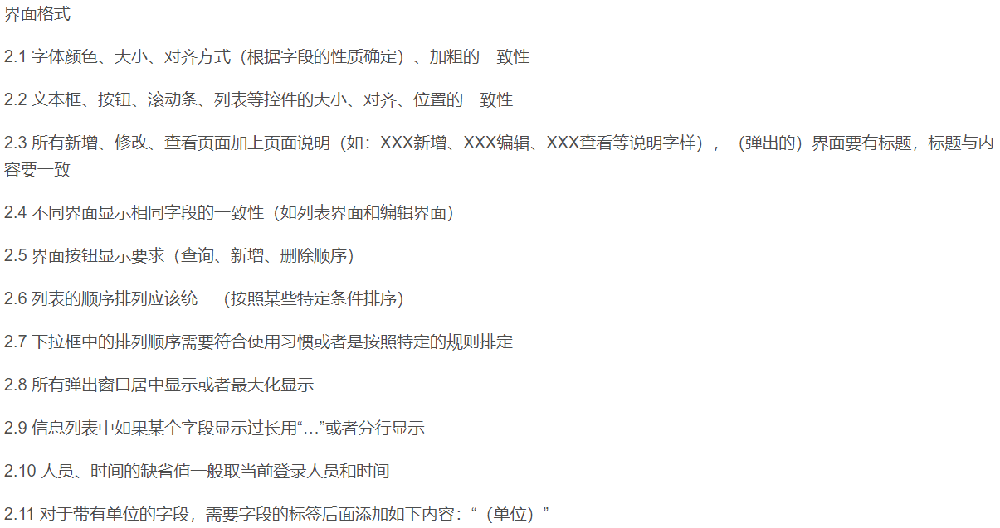 界面格式
2.1 字体颜色、大小、对齐方式（根据字段的性质确定）、加粗的一致性
2.2 文本框、按钮、滚动条、列表等控件的大小、对齐、位置的一致性
2.3 所有新增、修改、查看页面加上页面说明（如：XXX新增、XXX编辑、XXX查看等说明字样），（弹出的）界面要有标题，标题与内
容要一致
2.4 不同界面显示相同字段的一致性（如列表界面和编辑界面）
2.5 界面按钮显示要求（查询、新增、删除顺序）
2.6 列表的顺序排列应该统一（按照某些特定条件排序）
2.7 下拉框中的排列顺序需要符合使用习惯或者是按照特定的规则排定
2.8 所有弹出窗口居中显示或者最大化显示
2.9 信息列表中如果某个字段显示过长用“…”或者分行显示
2.10 人员、时间的缺省值一般取当前登录人员和时间
2.11 对于带有单位的字段，需要字段的标签后面添加如下内容：“（单位）”